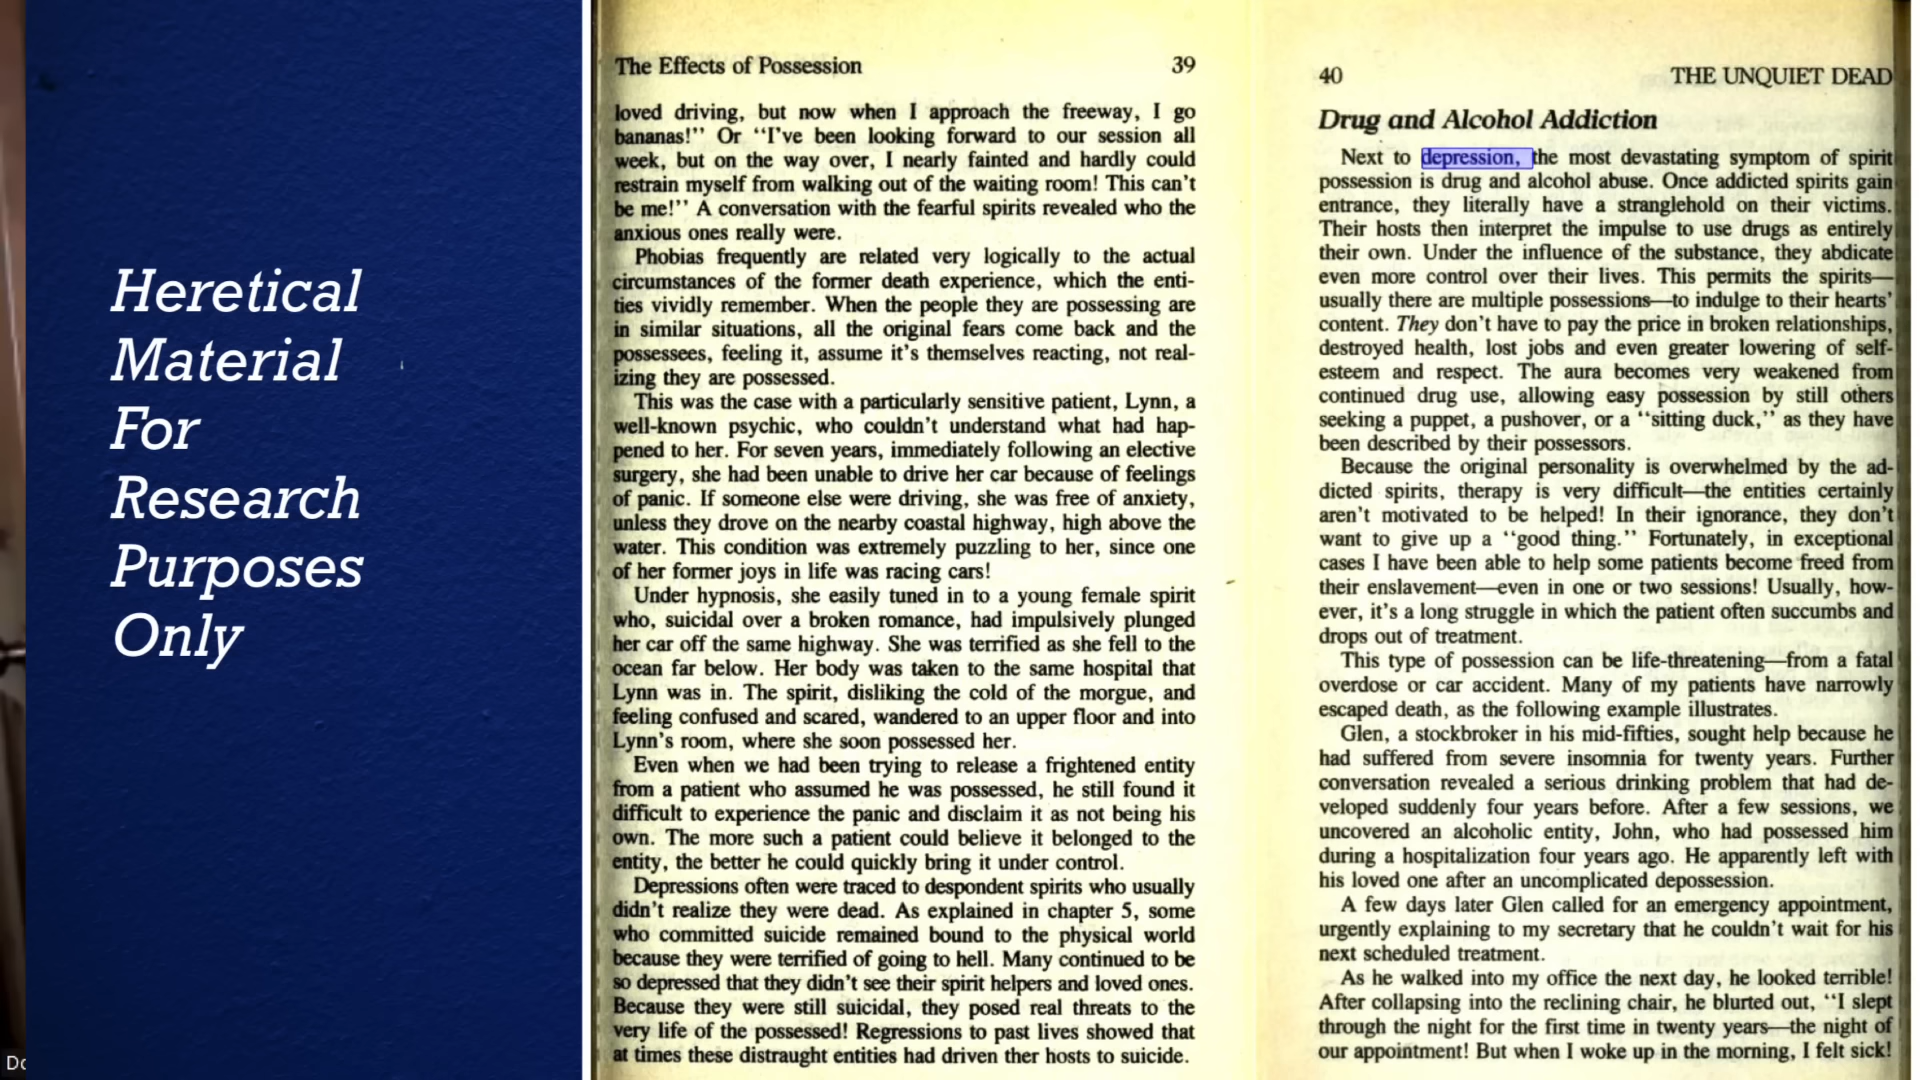 Heretical
Material
For
Research
Purposes
Only
The Effects of Possession 39
loved driving, but now when I approach the freeway, I go
bananas!'' Or ‘‘I've been looking forward to our session all
week, but on the way over, I nearly fainted and hardly could
restrain myself from walking out of the waiting room! This can't
be me!'' A conversation with the fearful spirits revealed who the
anxious ones really were.
Phobias frequently are related very logically to the actual
circumstances of the former death experience, which the enti-
ties vividly remember. When the people they are possessing are
in similar situations, all the original fears come back and the
possessees, feeling it, assume it's themselves reacting, not real-
izing they are possessed.
This was the case with a particularly sensitive patient, Lynn, a
well-known psychic, who couldn't understand what had hap-
pened to her. For seven years, immediately following an elective
surgery, she had been unable to drive her car because of feelings
of panic. If someone else were driving, she was free of anxiety,
unless they drove on the nearby coastal highway, high above the
water. This condition was extremely puzzling to her, since one
of her former joys in life was racing cars!
Under hypnosis, she easily tuned in to a young female spirit
who, suicidal over a broken romance, had impulsively plunged
her car off the same highway. She was terrified as she fell to the
ocean far below. Her body was taken to the same hospital that
Lynn was in. The spirit, disliking the cold of the morgue, and
feeling confused and scared, wandered to an upper floor and into
Lynn's room, where she soon possessed her.
Even when we had been trying to release a frightened entity
from a patient who assumed he was possessed, he still found it
difficult to experience the panic and disclaim it as not being his
own. The more such a patient could believe it belonged to the
entity, the better he could quickly bring it under control.
Depressions often were traced to despondent spirits who usually
didn't realize they were dead. As explained in chapter 5, some
who committed suicide remained bound to the physical world
because they were terrified of going to hell. Many continued to be
so depressed that they didn't see their spirit helpers and loved ones.
Because they were still suicidal, they posed real threats to the
very life of the possessed! Regressions to past lives showed that
at times these distraught entities had driven ther hosts to suicide.
40 THE UNQUIET DEAD
Drug and Alcohol Addiction
Next to depression, the most devastating symptom of spirit
possession is drug and alcohol abuse. Once addicted spirits gain
entrance, they literally have a stranglehold on their victims.
Their hosts then interpret the impulse to use drugs as entirely
their own. Under the influence of the substance, they abdicate
even more control over their lives. This permits the spirits—
usually there are multiple possessions—to indulge to their hearts'
content. They don't have to pay the price in broken relationships,
destroyed health, lost jobs and even greater lowering of self-
esteem and respect. The aura becomes very weakened from
continued drug use, allowing easy possession by still others
seeking a puppet, a pushover, or a ‘‘sitting duck,'' as they have
been described by their possessors.
Because the original personality is overwhelmed by the ad-
dicted spirits, therapy is very difficult—the entities certainly
aren't motivated to be helped! In their ignorance, they don't
want to give up a ‘‘good thing.'' Fortunately, in exceptional
cases I have been able to help some patients become freed from
their enslavement—even in one or two sessions! Usually, how-
ever, it's a long struggle in which the patient often succumbs and
drops out of treatment.
This type of possession can be life-threatening—from a fatal
overdose or car accident. Many of my patients have narrowly
escaped death, as the following example illustrates.
Glen, a stockbroker in his mid-fifties, sought help because he
had suffered from severe insomnia for twenty years. Further
conversation revealed a serious drinking problem that had de-
veloped suddenly four years before. After a few sessions, we
uncovered an alcoholic entity, John, who had possessed him
during a hospitalization four years ago. He apparently left with
his loved one after an uncomplicated depossession.
A few days later Glen called for an emergency appointment,
urgently explaining to my secretary that he couldn't wait for his
next scheduled treatment.
As he walked into my office the next day, he looked terrible!
After collapsing into the reclining chair, he blurted out, ‘‘I slept
through the night for the first time in twenty years—the night of
our appointment! But when I woke up in the morning, I felt sick!